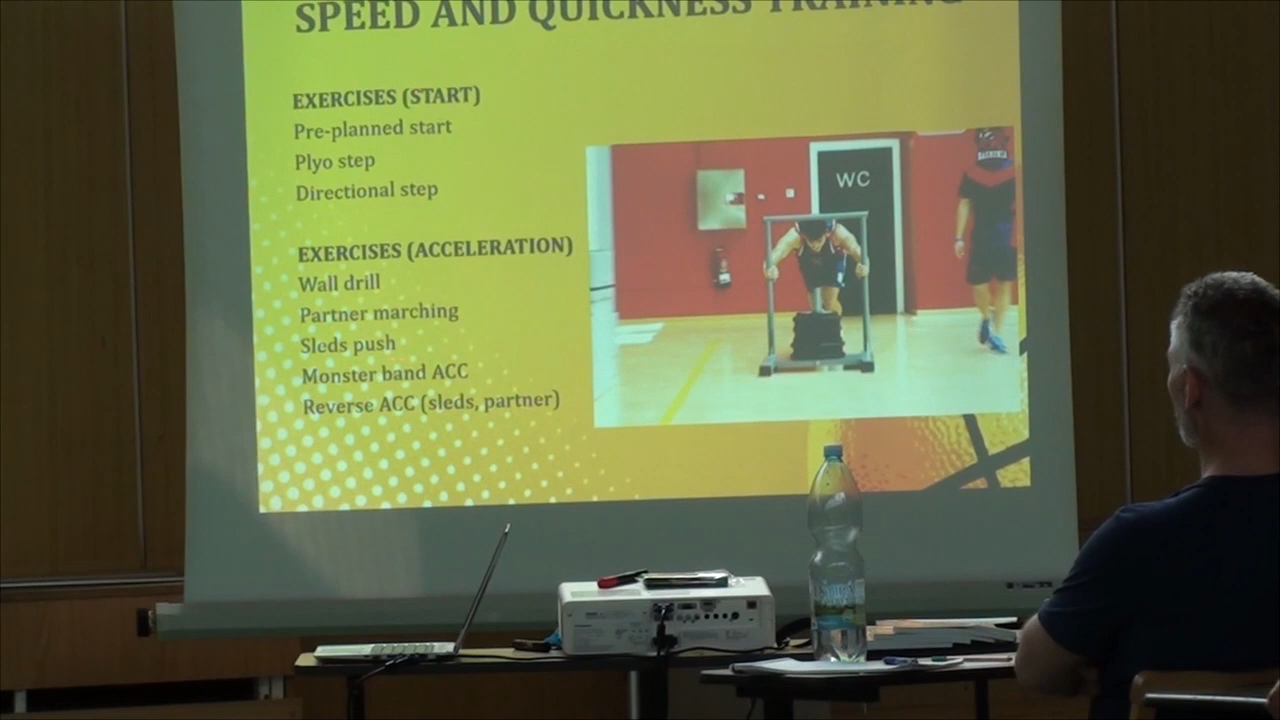 SPEED AND QUICKNESS TRAINING
EXERCISES (START)
Pre-planned start
Plyo step
Directional step
EXERCISES (ACCELERATION)
Wall drill
Partner marching
Sleds push
Monster band ACC
Reverse ACC (sleds, partner)
WC